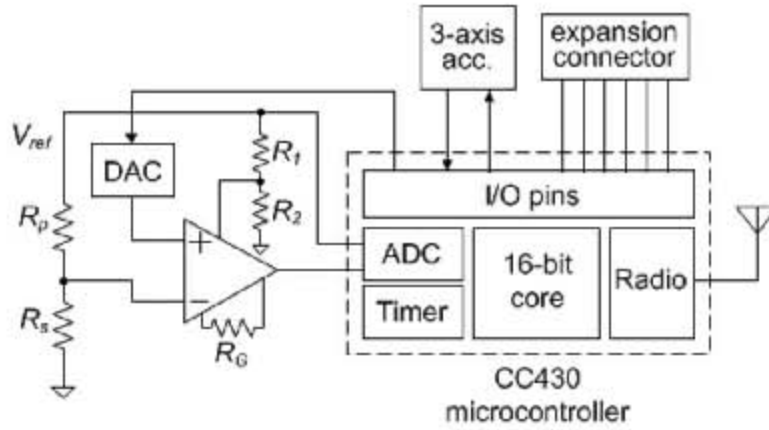 3-axis
acc.
expansion
connector
V_ref
DAC
R_1
R_2
R_p
+
−
R_s
R_G
I/O pins
ADC
Timer
16-bit
core
Radio
CC430
microcontroller